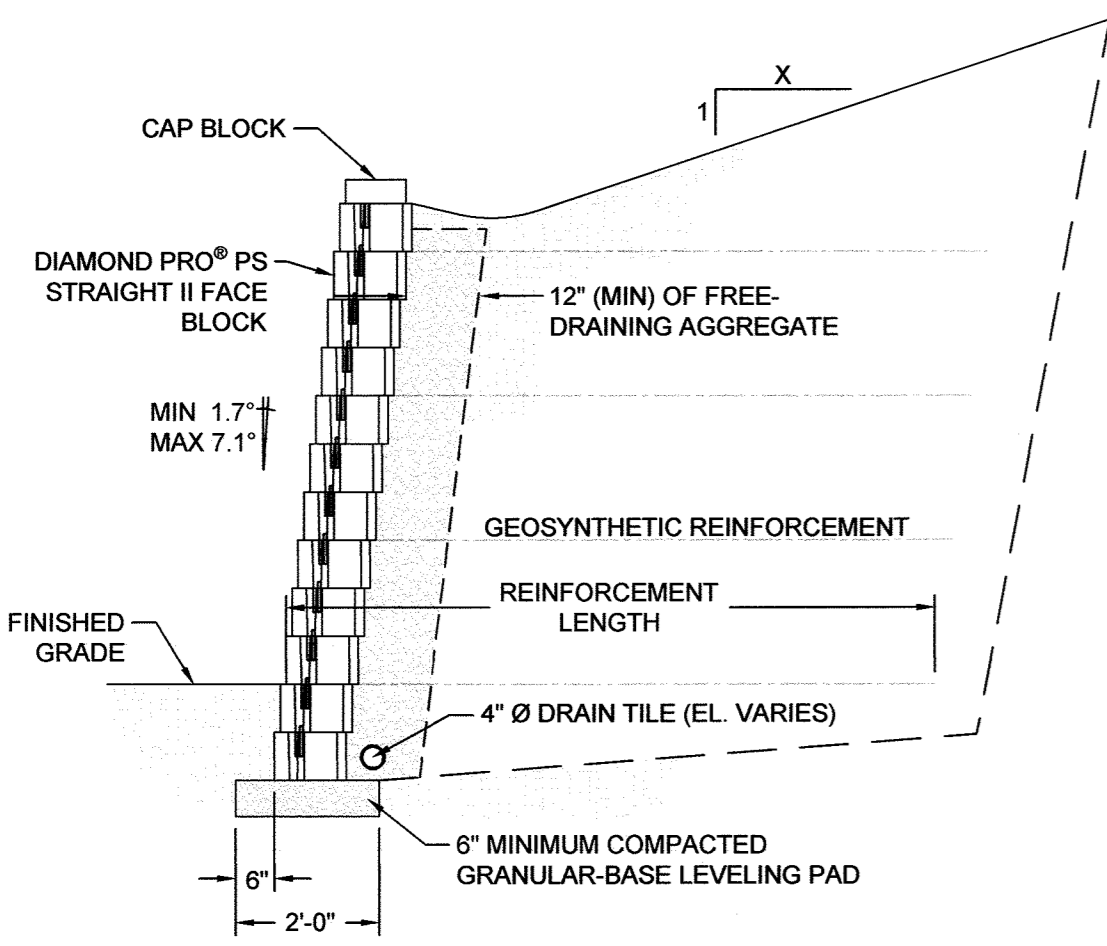 X
1
CAP BLOCK
DIAMOND PRO® PS
STRAIGHT II FACE
BLOCK
12" (MIN) OF FREE-
DRAINING AGGREGATE
MIN 1.7°
MAX 7.1°
GEOSYNTHETIC REINFORCEMENT
REINFORCEMENT
LENGTH
FINISHED
GRADE
4" Ø DRAIN TILE (EL. VARIES)
6" MINIMUM COMPACTED
GRANULAR-BASE LEVELING PAD
6"
2'-0"